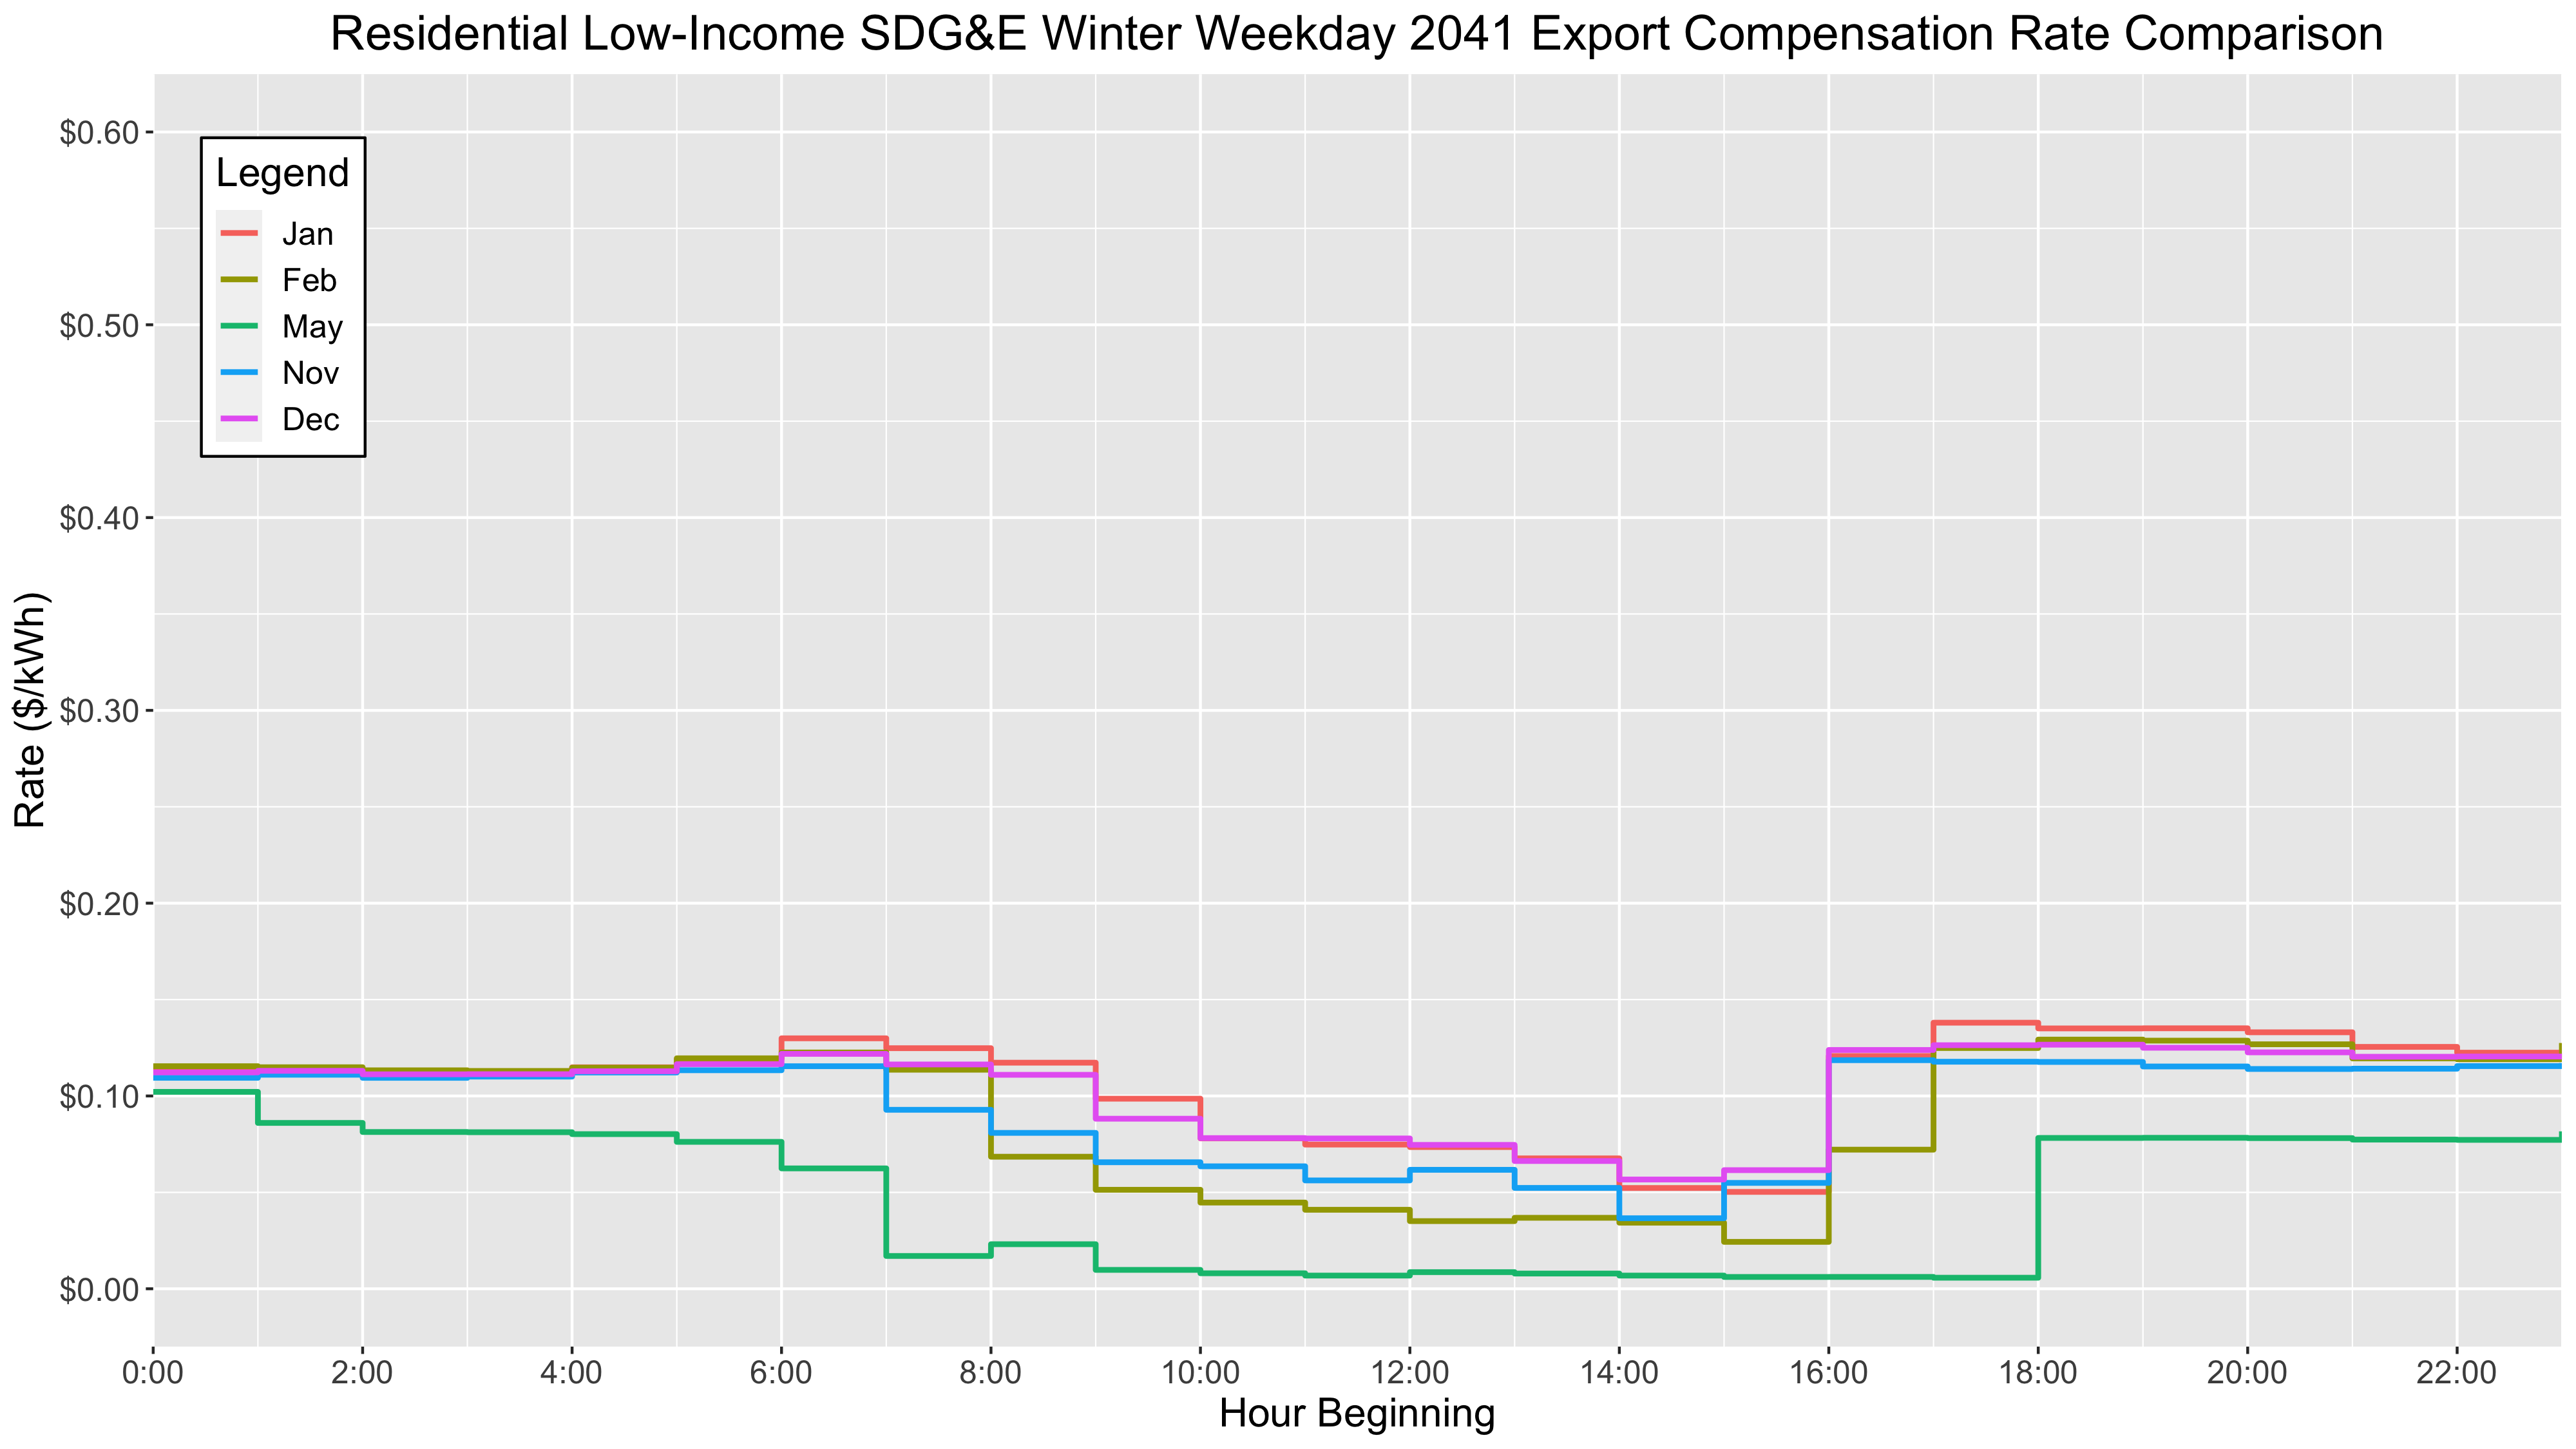 Residential Low-Income SDG&E Winter Weekday 2041 Export Compensation Rate Comparison
$0.60
$0.50
$0.40
$0.30
$0.20
$0.10
$0.00
Rate ($/kWh)
Legend
Jan
Feb
May
Nov
Dec
0:00 2:00 4:00 6:00 8:00 10:00 12:00 14:00 16:00 18:00 20:00 22:00
Hour Beginning